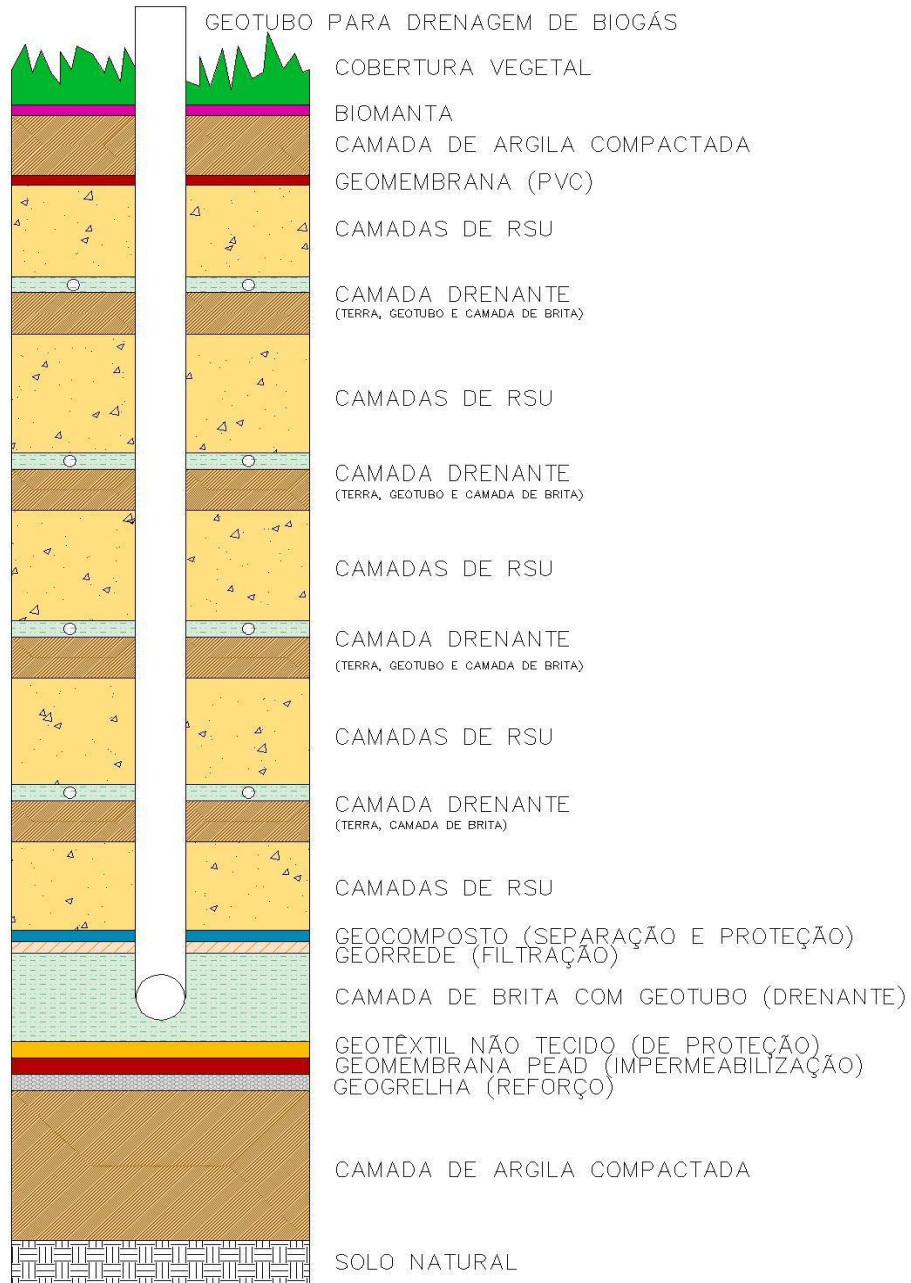 GEOTUBO PARA DRENAGEM DE BIOGÁS
COBERTURA VEGETAL
BIOMANTA
CAMADA DE ARGILA COMPACTADA
GEOMEMBRANA (PVC)
CAMADAS DE RSU
CAMADA DRENANTE
(TERRA, GEOTUBO E CAMADA DE BRITA)
CAMADAS DE RSU
CAMADA DRENANTE
(TERRA, GEOTUBO E CAMADA DE BRITA)
CAMADAS DE RSU
CAMADA DRENANTE
(TERRA, GEOTUBO E CAMADA DE BRITA)
CAMADAS DE RSU
CAMADA DRENANTE
(TERRA, CAMADA DE BRITA)
CAMADAS DE RSU
GEOCOMPOSTO (SEPARAÇÃO E PROTEÇÃO)
GEORREDE (FILTRAÇÃO)
CAMADA DE BRITA COM GEOTUBO (DRENANTE)
GEOTÊXTIL NÃO TECIDO (DE PROTEÇÃO)
GEOMEMBRANA PEAD (IMPERMEABILIZAÇÃO)
GEOGRELHA (REFORÇO)
CAMADA DE ARGILA COMPACTADA
SOLO NATURAL